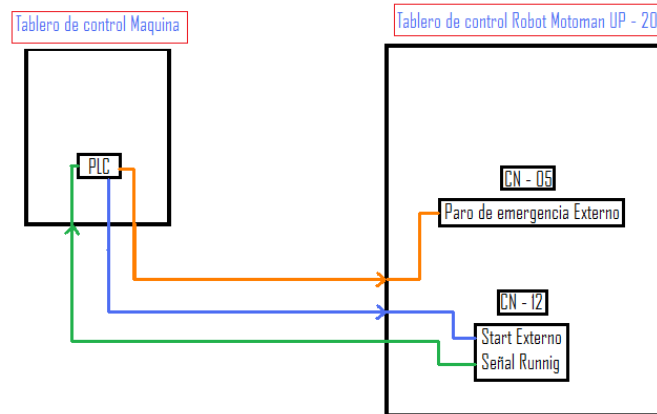 Tablero de control Maquina
Tablero de control Robot Motoman UP - 20
PLC
CN - 05
Paro de emergencia Externo
CN - 12
Start Externo
Señal Runnig